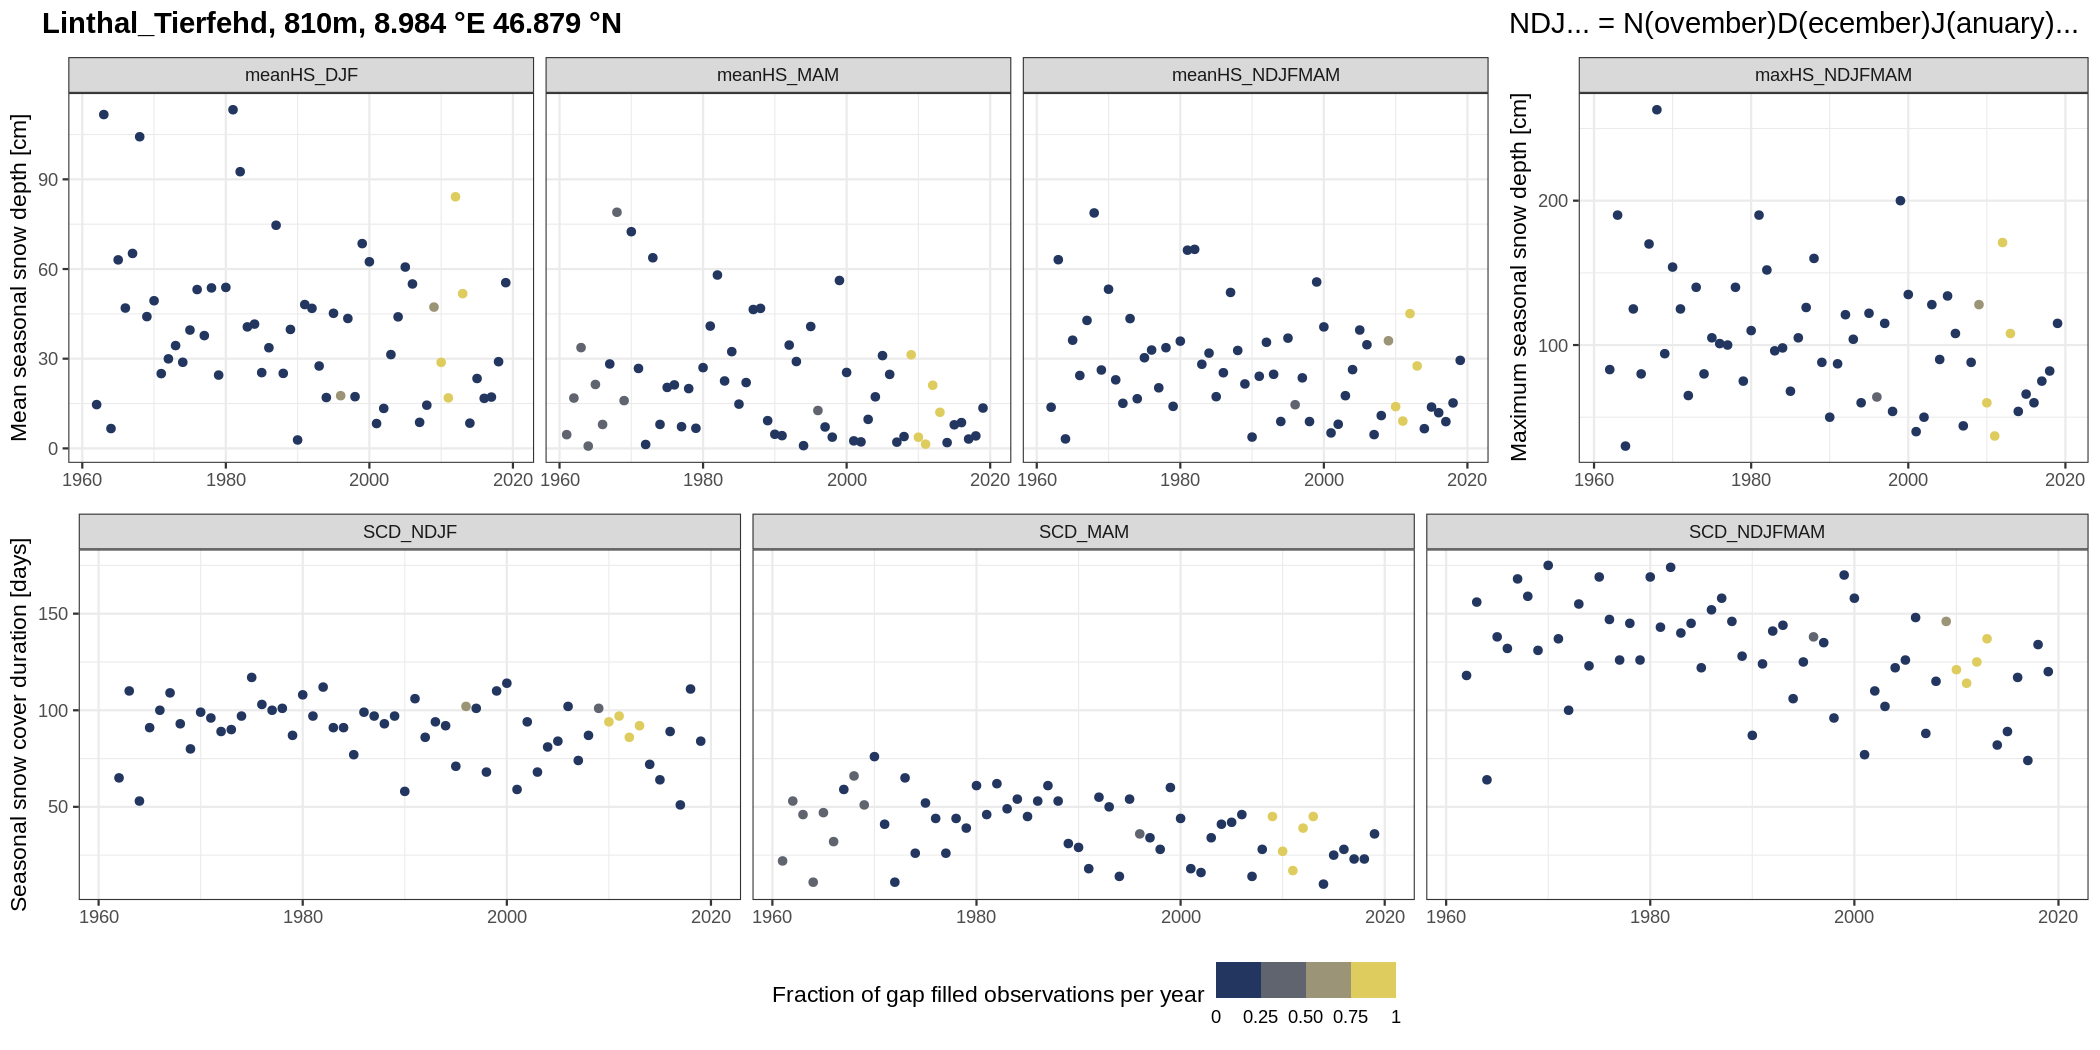 Linthal_Tierfehd, 810m, 8.984 °E 46.879 °N
NDJ... = N(ovember)D(ecember)J(anuary)...
meanHS_DJF
meanHS_MAM
meanHS_NDJFMAM
maxHS_NDJFMAM
Mean seasonal snow depth [cm]
90
60
30
0
1960 1980 2000 2020
1960 1980 2000 2020
1960 1980 2000 2020
Maximum seasonal snow depth [cm]
200
100
1960 1980 2000 2020
SCD_NDJF
SCD_MAM
SCD_NDJFMAM
Seasonal snow cover duration [days]
150
100
50
1960 1980 2000 2020
1960 1980 2000 2020
1960 1980 2000 2020
Fraction of gap filled observations per year
0 0.25 0.50 0.75 1